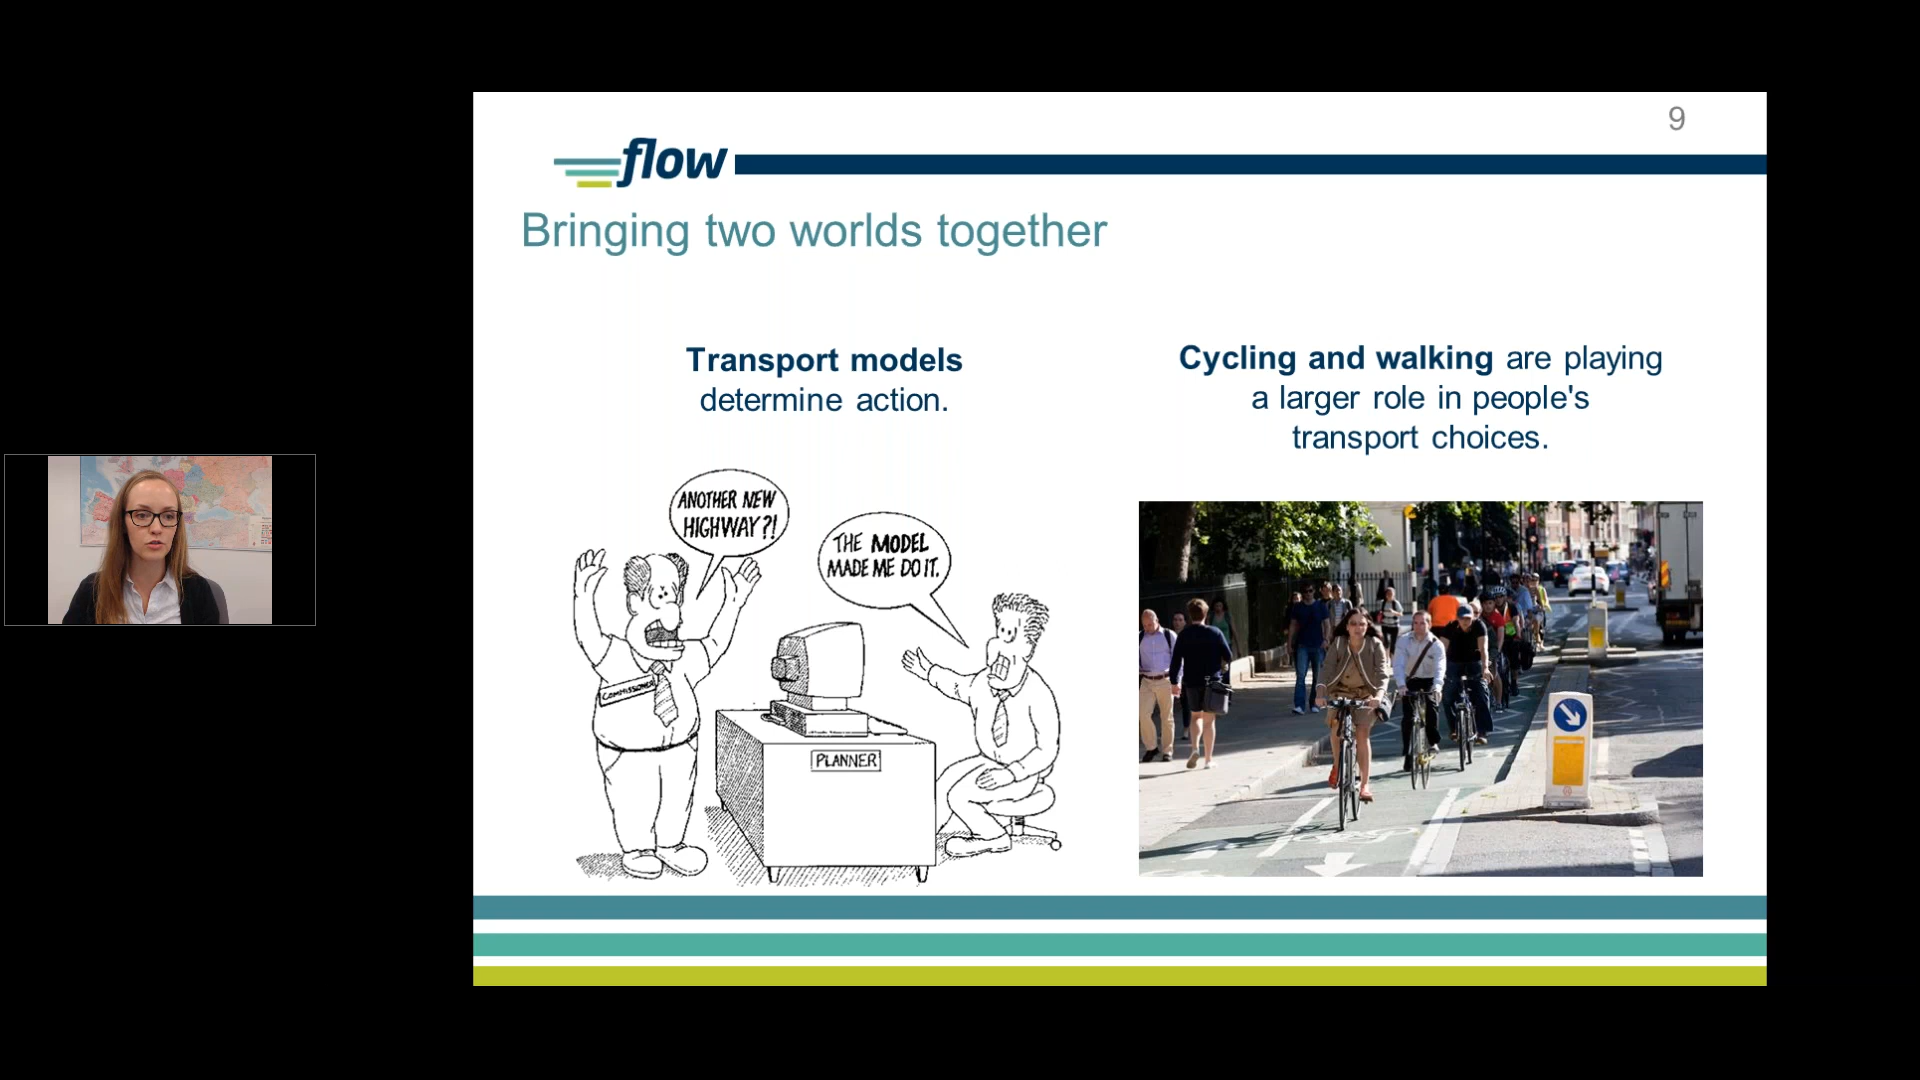 9
flow
Bringing two worlds together
Transport models
determine action.
Cycling and walking are playing
a larger role in people's
transport choices.
ANOTHER NEW
HIGHWAY?!
THE MODEL
MADE ME DO IT.
COMMISSIONER
PLANNER